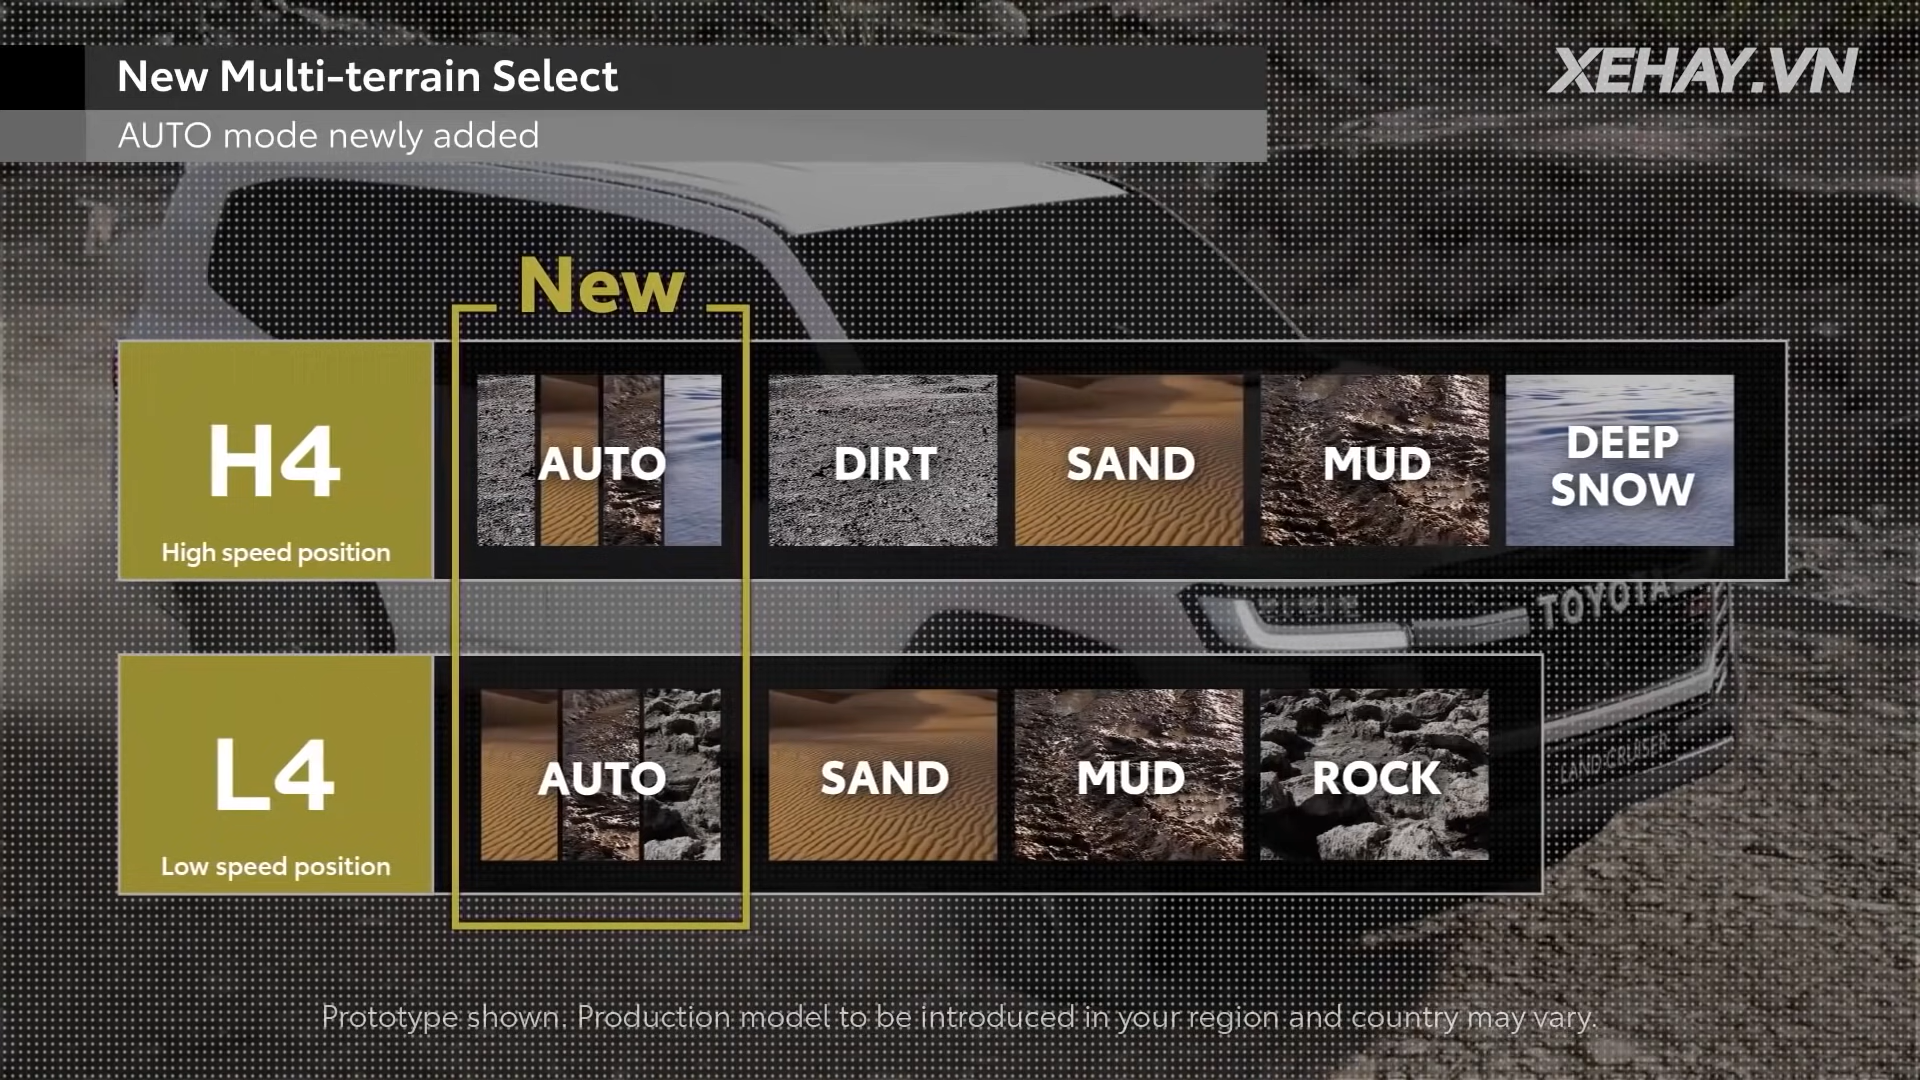 New Multi-terrain Select
XEHAY.VN
AUTO mode newly added
New
H4
High speed position
AUTO
DIRT
SAND
MUD
DEEP
SNOW
TOYOTA
L4
Low speed position
AUTO
SAND
MUD
ROCK
LAND CRUISER
Prototype shown. Production model to be introduced in your region and country may vary.